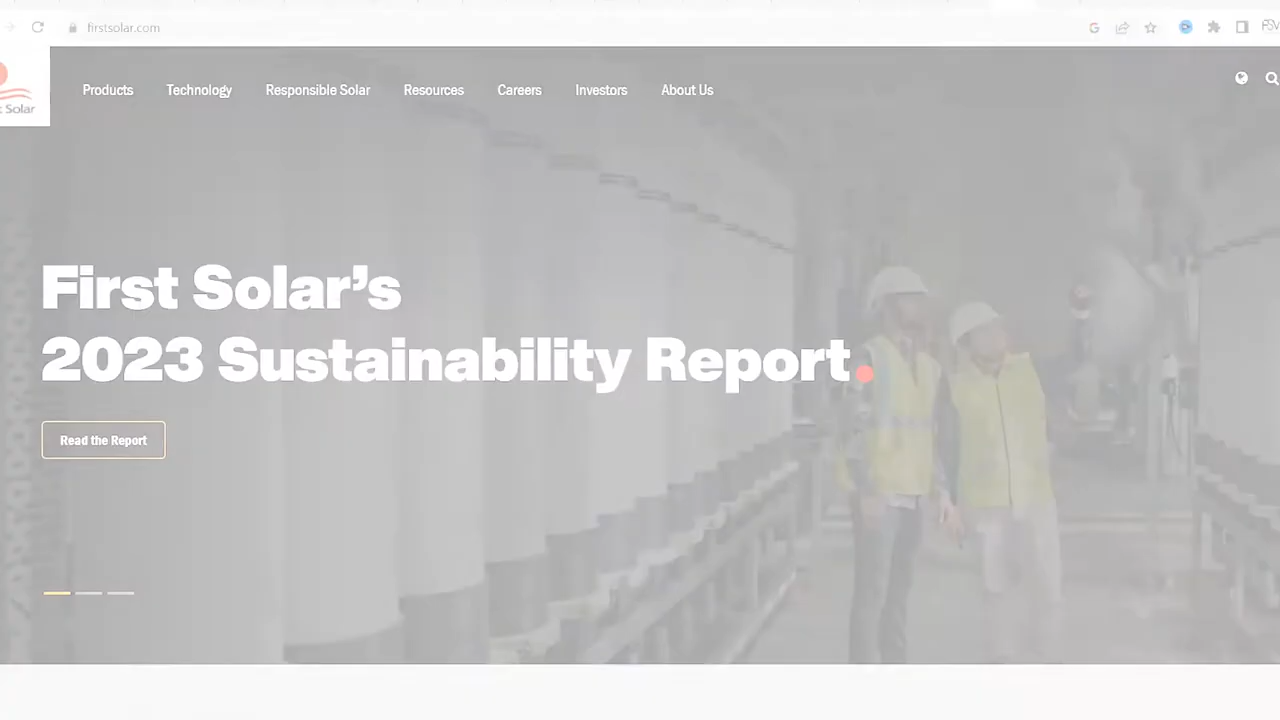 firstsolar.com
Products Technology Responsible Solar Resources Careers Investors About Us
Solar
First Solar’s
2023 Sustainability Report.
Read the Report